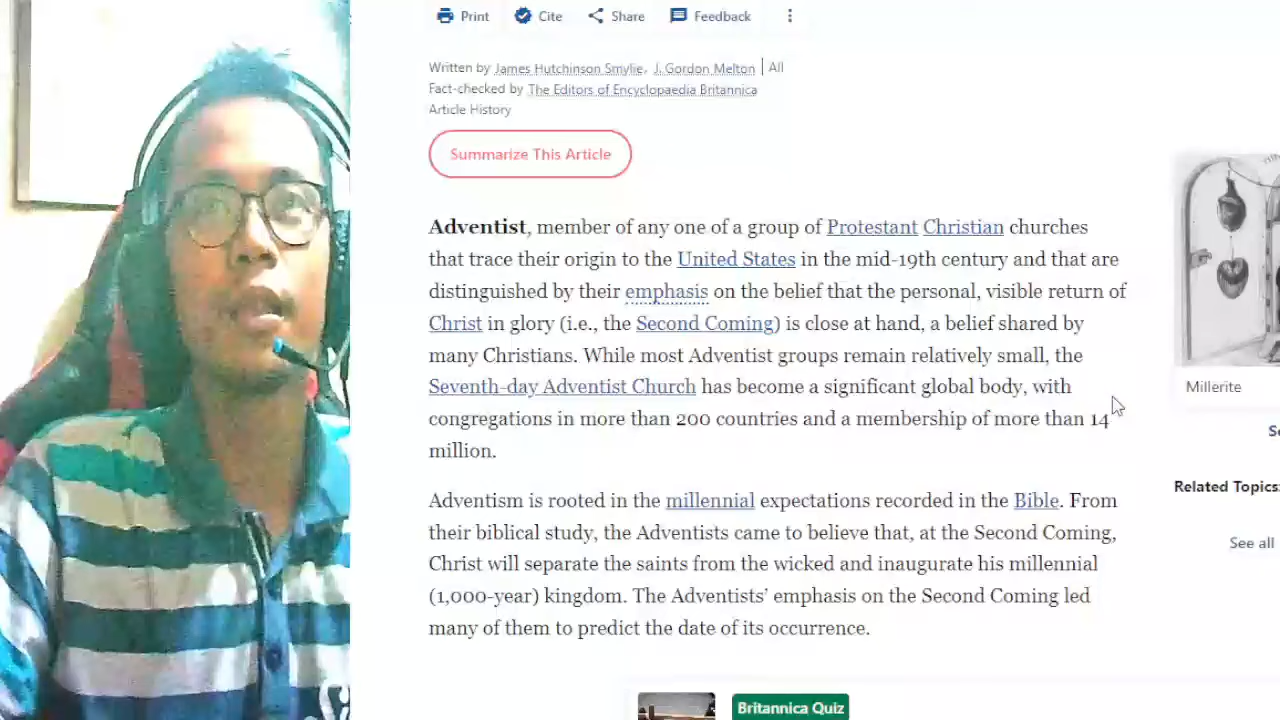 Print Cite Share Feedback
Written by James Hutchinson Smylie, J. Gordon Melton | All
Fact-checked by The Editors of Encyclopaedia Britannica
Article History
Summarize This Article
Adventist, member of any one of a group of Protestant Christian churches
that trace their origin to the United States in the mid-19th century and that are
distinguished by their emphasis on the belief that the personal, visible return of
Christ in glory (i.e., the Second Coming) is close at hand, a belief shared by
many Christians. While most Adventist groups remain relatively small, the
Seventh-day Adventist Church has become a significant global body, with
congregations in more than 200 countries and a membership of more than 14
million.
Adventism is rooted in the millennial expectations recorded in the Bible. From
their biblical study, the Adventists came to believe that, at the Second Coming,
Christ will separate the saints from the wicked and inaugurate his millennial
(1,000-year) kingdom. The Adventists’ emphasis on the Second Coming led
many of them to predict the date of its occurrence.
Britannica Quiz
Millerite
Related Topics:
See all